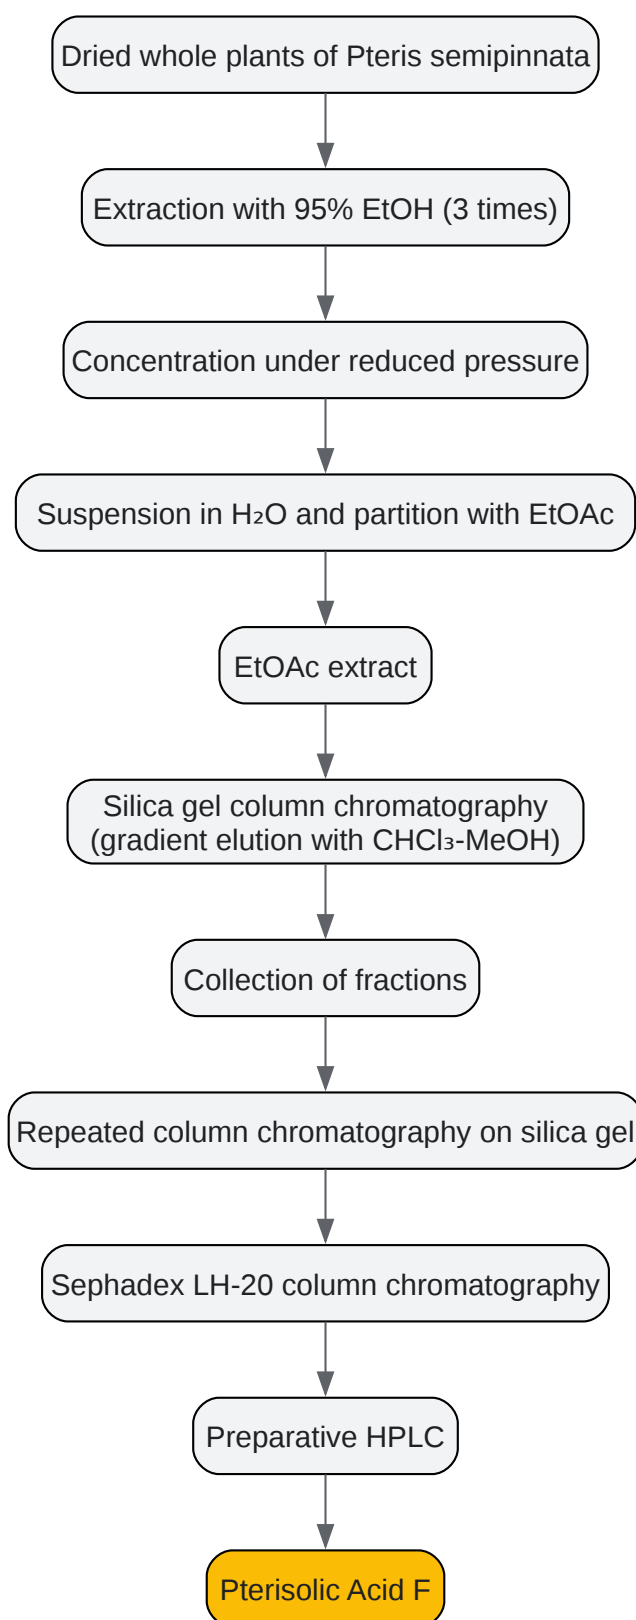 Dried whole plants of Pteris semipinnata
Extraction with 95% EtOH (3 times)
Concentration under reduced pressure
Suspension in H₂O and partition with EtOAc
EtOAc extract
Silica gel column chromatography
(gradient elution with CHCl₃-MeOH)
Collection of fractions
Repeated column chromatography on silica gel
Sephadex LH-20 column chromatography
Preparative HPLC
Pterisolic Acid F